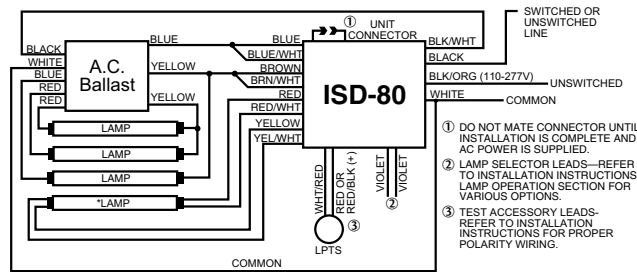 BLACK
WHITE
BLUE
RED
RED
A.C.
Ballast
BLUE
YELLOW
YELLOW
LAMP
LAMP
LAMP
*LAMP
COMMON
① UNIT
CONNECTOR
BLUE
BLUE/WHT
BROWN
BRN/WHT
RED
RED/WHT
YELLOW
YEL/WHT
ISD-80
BLK/WHT
BLACK
BLK/ORG (110-277V)
WHITE
SWITCHED OR
UNSWITCHED
LINE
UNSWITCHED
COMMON
WHT/RED
RED OR
RED/BLK (+)
③
LPTS
VIOLET
VIOLET
②
① DO NOT MATE CONNECTOR UNTIL
INSTALLATION IS COMPLETE AND
AC POWER IS SUPPLIED.
② LAMP SELECTOR LEADS—REFER
TO INSTALLATION INSTRUCTIONS
LAMP OPERATION SECTION FOR
VARIOUS OPTIONS.
③ TEST ACCESSORY LEADS-
REFER TO INSTALLATION
INSTRUCTIONS FOR PROPER
POLARITY WIRING.